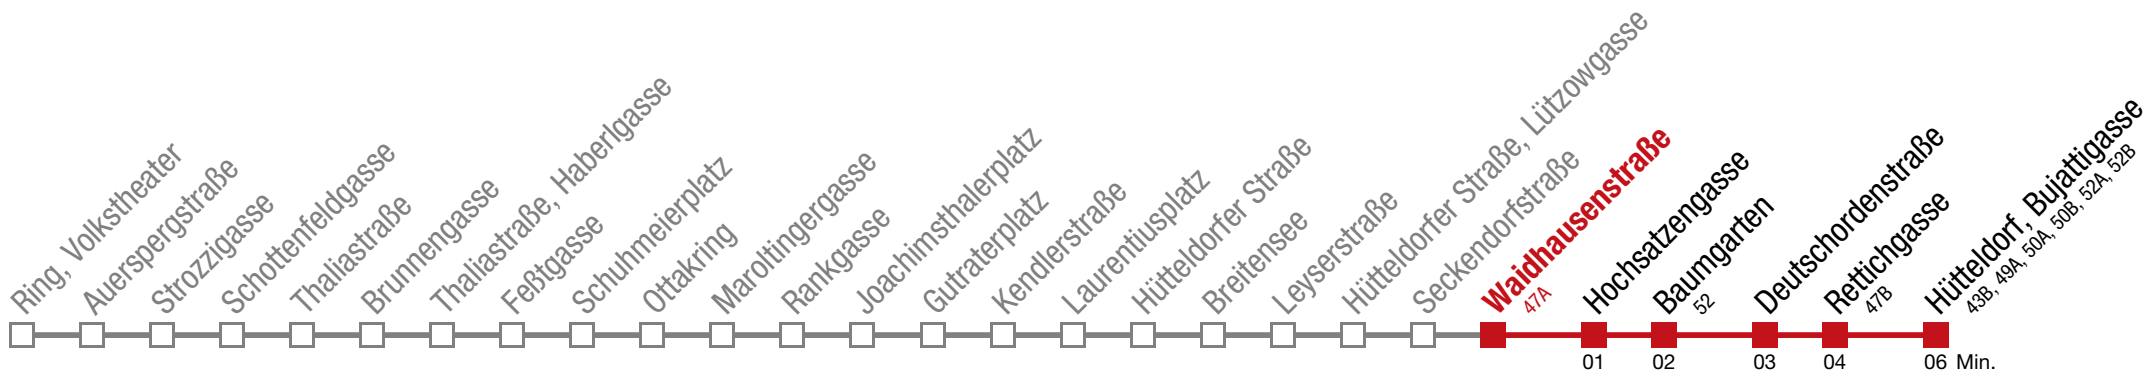 Ring, Volkstheater
Auerspergstraße
Strozzigasse
Schottenfeldgasse
Thaliastraße
Brunnengasse
Thaliastraße, Haberlgasse
Feßtgasse
Schuhmeierplatz
Ottakring
Maroltingergasse
Rankgasse
Joachimsthalerplatz
Gutraterplatz
Kendlerstraße
Laurentiusplatz
Hütteldorfer Straße
Breitensee
Leyserstraße
Hütteldorfer Straße, Lützowgasse
Seckendorfstraße
Waidhausenstraße
47A
Hochsatzengasse
Baumgarten
52
Deutschordenstraße
Rettichgasse
47B
Hütteldorf, Bujattigasse
43B, 49A, 50A, 50B, 52A, 52B
01 02 03 04 06 Min.